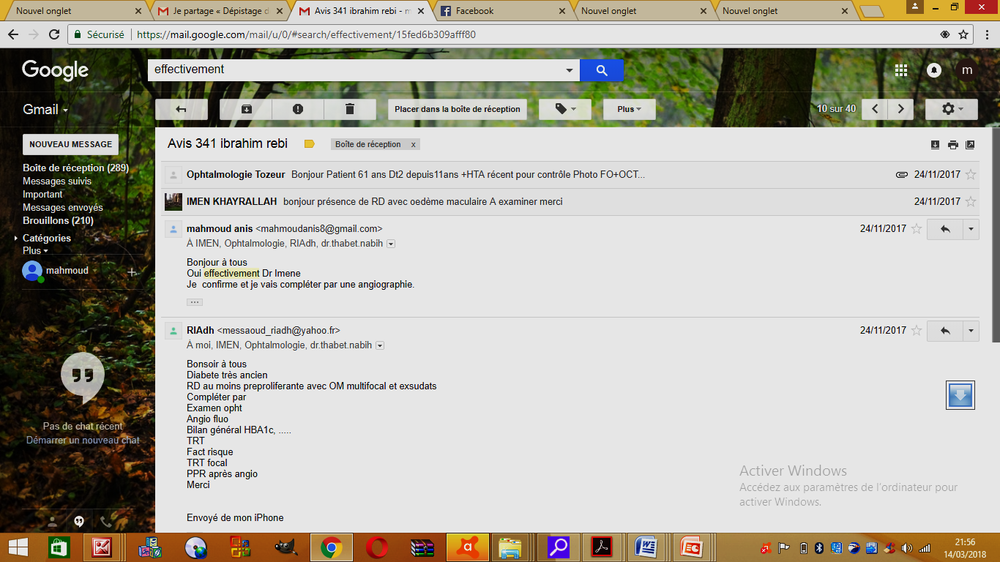 Nouvel onglet
Je partage « Dépistage d
Avis 341 ibrahim rebi - m
Facebook
Nouvel onglet
Nouvel onglet
Sécurisé
https://mail.google.com/mail/u/0/#search/effectivement/15fed6b309afff80
Google
effectivement
m
Gmail
Placer dans la boîte de réception
Plus
10 sur 40
NOUVEAU MESSAGE
Boîte de réception (289)
Messages suivis
Important
Messages envoyés
Brouillons (210)
Catégories
Plus
mahmoud
Pas de chat récent
Démarrer un nouveau chat
Avis 341 ibrahim rebi
Boîte de réception x
Ophtalmologie Tozeur Bonjour Patient 61 ans Dt2 depuis11ans +HTA récent pour contrôle Photo FO+OCT... 24/11/2017
IMEN KHAYRALLAH bonjour présence de RD avec oedème maculaire A examiner merci 24/11/2017
mahmoud anis <mahmoudanis8@gmail.com> 24/11/2017
À IMEN, Ophtalmologie, RIAdh, dr.thabet.nabih
Bonjour à tous
Oui effectivement Dr Imene
Je confirme et je vais compléter par une angiographie.
...
RIAdh <messaoud_riadh@yahoo.fr> 24/11/2017
À moi, IMEN, Ophtalmologie, dr.thabet.nabih
Bonsoir à tous
Diabete très ancien
RD au moins preproliferante avec OM multifocal et exsudats
Compléter par
Examen opht
Angio fluo
Bilan général HBA1c, .....
TRT
Fact risque
TRT focal
PPR après angio
Merci
Envoyé de mon iPhone
Activer Windows
Accédez aux paramètres de l'ordinateur pour
activer Windows.
21:56
14/03/2018